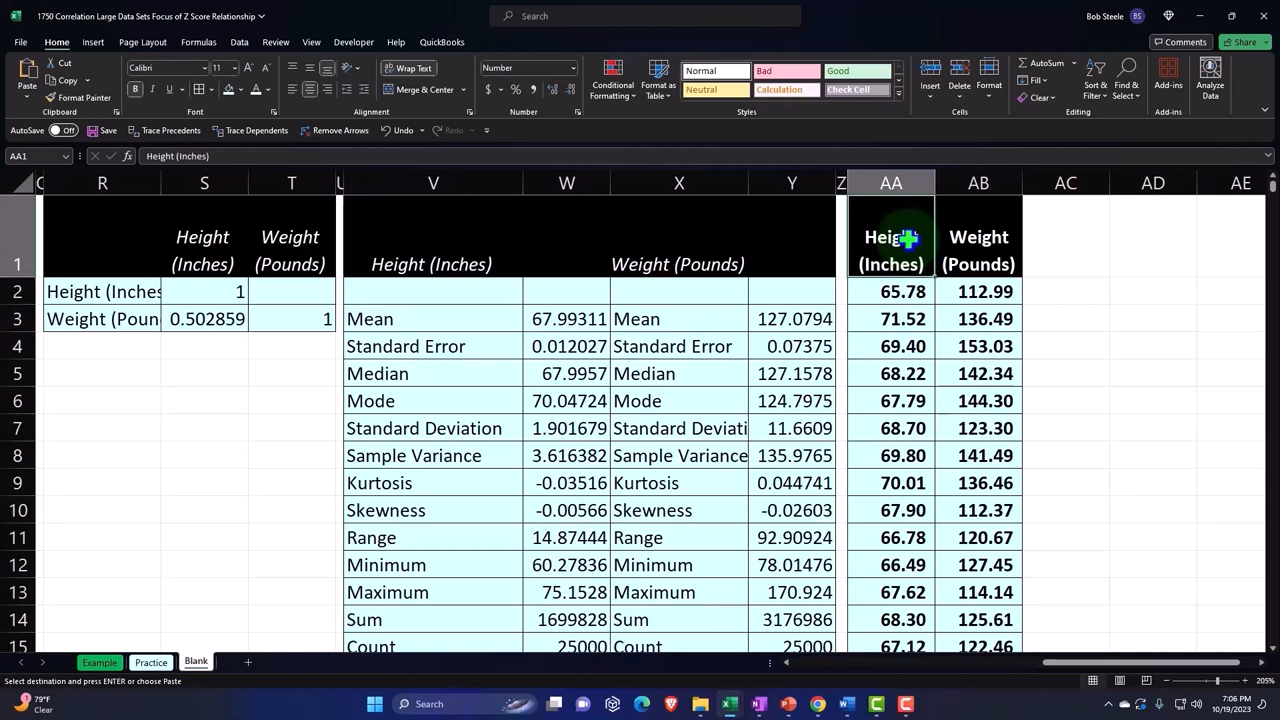 1750 Correlation Large Data Sets Focus of Z Score Relationship
Search
Bob Steele BS
File Home Insert Page Layout Formulas Data Review View Developer Help QuickBooks
Comments Share
Paste Cut Copy Format Painter
Calibri 11 Wrap Text Merge & Center
Number
Conditional Formatting Format as Table
Normal Bad Good
Neutral Calculation Check Cell
Insert Delete Format
AutoSum Fill Clear
Sort & Filter Find & Select
Add-ins Analyze Data
Clipboard Font Alignment Number Styles Cells Editing Add-ins
AutoSave Off Save Trace Precedents Trace Dependents Remove Arrows Undo Redo
AA1 fx Height (Inches)
R S T U V W X Y Z AA AB AC AD AE
1 Height (Inches) Weight (Pounds) Height (Inches) Weight (Pounds) Height (Inches) Weight (Pounds)
2 Height (Inches 1 65.78 112.99
3 Weight (Poun 0.502859 1 Mean 67.99311 Mean 127.0794 71.52 136.49
4 Standard Error 0.012027 Standard Error 0.07375 69.40 153.03
5 Median 67.9957 Median 127.1578 68.22 142.34
6 Mode 70.04724 Mode 124.7975 67.79 144.30
7 Standard Deviation 1.901679 Standard Deviati 11.6609 68.70 123.30
8 Sample Variance 3.616382 Sample Variance 135.9765 69.80 141.49
9 Kurtosis -0.03516 Kurtosis 0.044741 70.01 136.46
10 Skewness -0.00566 Skewness -0.02603 67.90 112.37
11 Range 14.87444 Range 92.90924 66.78 120.67
12 Minimum 60.27836 Minimum 78.01476 66.49 127.45
13 Maximum 75.1528 Maximum 170.924 67.62 114.14
14 Sum 1699828 Sum 3176986 68.30 125.61
15 Count 25000 Count 25000 67.12 122.46
Example Practice Blank
Select destination and press ENTER or choose Paste
205%
79°F
Clear
Search
7:06 PM
10/19/2023